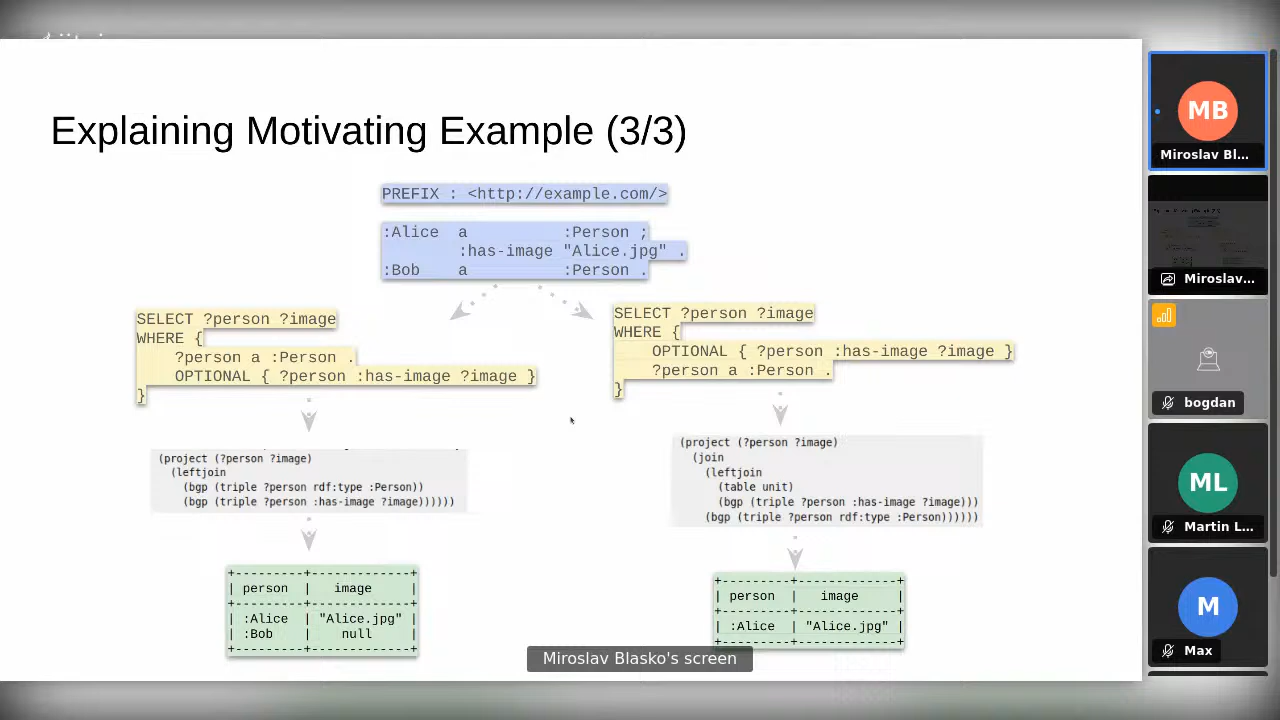 Explaining Motivating Example (3/3)
PREFIX : <http://example.com/>
:Alice  a          :Person ;
        :has-image "Alice.jpg" .
:Bob    a          :Person .
SELECT ?person ?image
WHERE {
    ?person a :Person .
    OPTIONAL { ?person :has-image ?image }
}
SELECT ?person ?image
WHERE {
    OPTIONAL { ?person :has-image ?image }
    ?person a :Person .
}
(project (?person ?image)
  (leftjoin
    (bgp (triple ?person rdf:type :Person))
    (bgp (triple ?person :has-image ?image))))))
(project (?person ?image)
  (join
    (leftjoin
      (table unit)
      (bgp (triple ?person :has-image ?image)))
    (bgp (triple ?person rdf:type :Person))))))
+---------+-------------+
| person  |   image     |
+---------+-------------+
| :Alice  | "Alice.jpg" |
| :Bob    |    null     |
+---------+-------------+
+---------+-------------+
| person  |   image     |
+---------+-------------+
| :Alice  | "Alice.jpg" |
+---------+-------------+
Miroslav Blasko's screen
MB
Miroslav Bl...
Miroslav...
bogdan
ML
Martin L...
M
Max